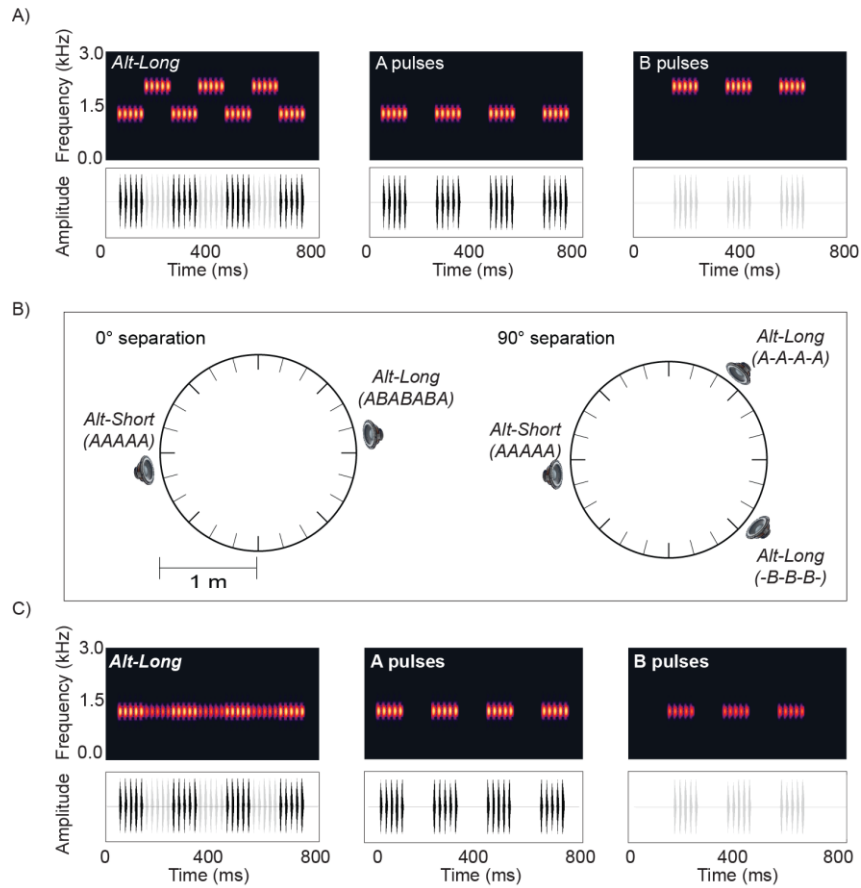 A)
Frequency (kHz)
3.0
1.5
0.0
Alt-Long
A pulses
B pulses
Amplitude
0 400 800
0 400 800
0 400 800
Time (ms)
Time (ms)
Time (ms)
B)
0° separation
90° separation
Alt-Short
(AAAAA)
Alt-Long
(ABABABA)
1 m
Alt-Short
(AAAAA)
Alt-Long
(A-A-A-A)
Alt-Long
(-B-B-B-)
C)
Frequency (kHz)
3.0
1.5
0.0
Alt-Long
A pulses
B pulses
Amplitude
0 400 800
0 400 800
0 400 800
Time (ms)
Time (ms)
Time (ms)